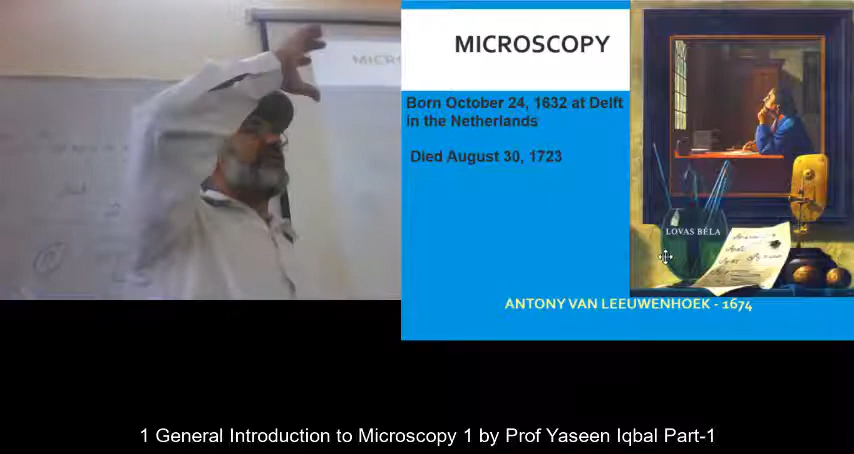 MICR
MICROSCOPY
Born October 24, 1632 at Delft
in the Netherlands
Died August 30, 1723
LOVAS BÉLA
ANTONY VAN LEEUWENHOEK - 1674
1 General Introduction to Microscopy 1 by Prof Yaseen Iqbal Part-1